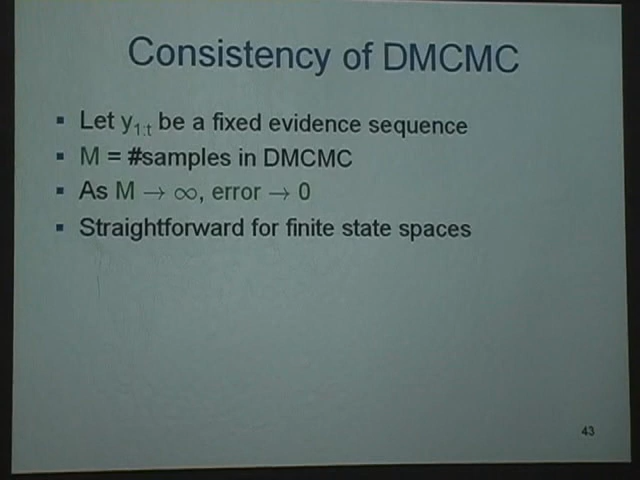 Consistency of DMCMC
▪ Let y1:t be a fixed evidence sequence
▪ M = #samples in DMCMC
▪ As M → ∞, error → 0
▪ Straightforward for finite state spaces
43